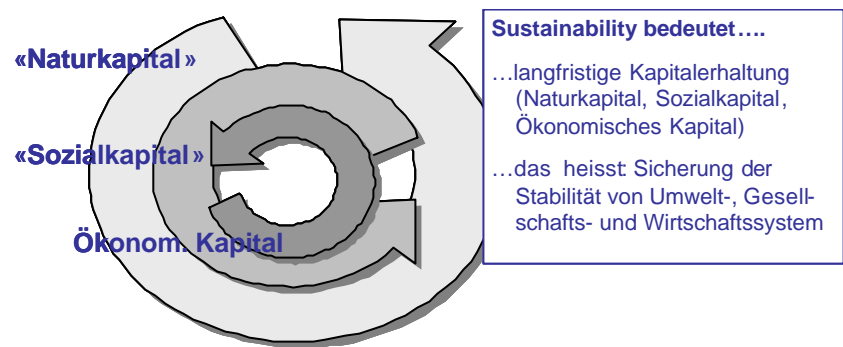 «Naturkapital»
«Sozialkapital»
Ökonom. Kapital
Sustainability bedeutet….
…langfristige Kapitalerhaltung
(Naturkapital, Sozialkapital,
Ökonomisches Kapital)
…das heisst: Sicherung der
Stabilität von Umwelt-, Gesell-
schafts- und Wirtschaftssystem